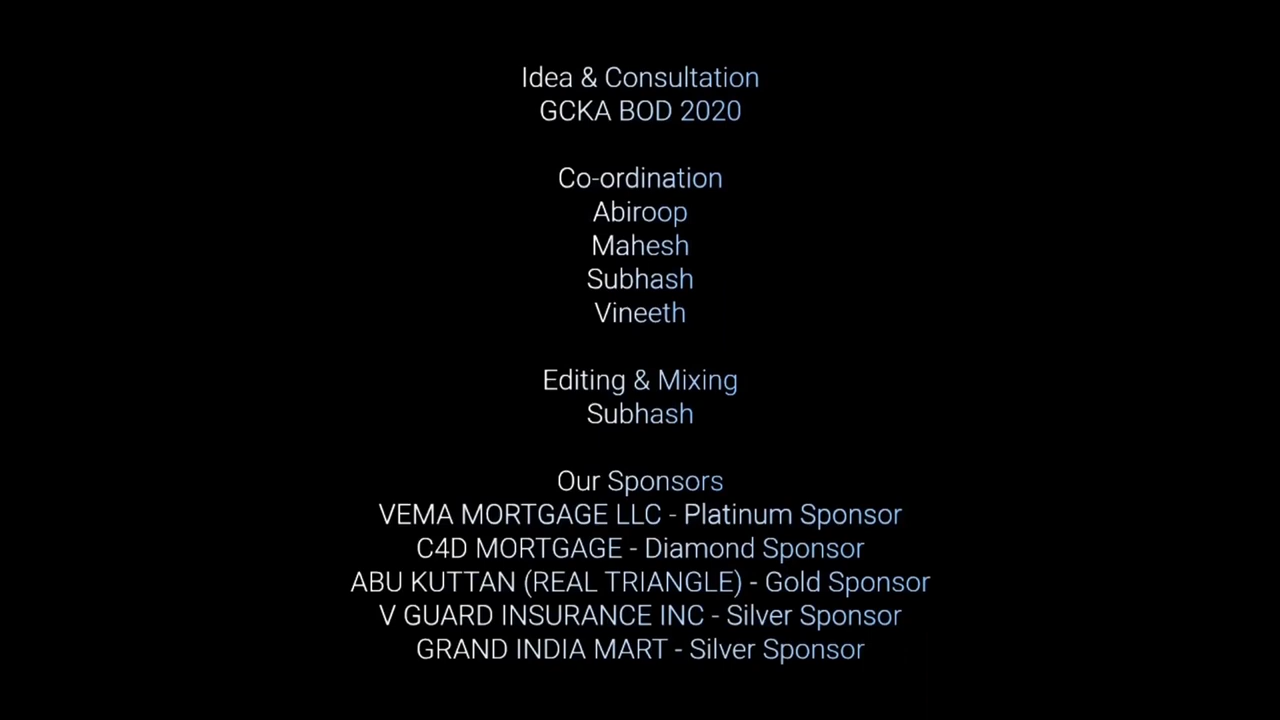 Idea & Consultation
GCKA BOD 2020
Co-ordination
Abiroop
Mahesh
Subhash
Vineeth
Editing & Mixing
Subhash
Our Sponsors
VEMA MORTGAGE LLC - Platinum Sponsor
C4D MORTGAGE - Diamond Sponsor
ABU KUTTAN (REAL TRIANGLE) - Gold Sponsor
V GUARD INSURANCE INC - Silver Sponsor
GRAND INDIA MART - Silver Sponsor